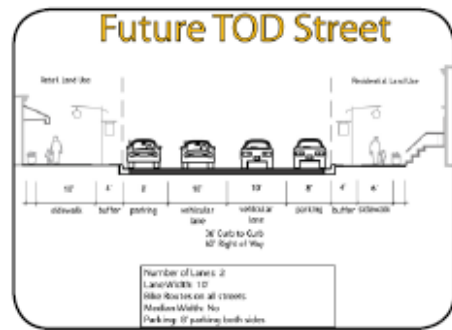 Future TOD Street
Retail Land Use
Residential Land Use
10' 4' 8' 10' 10' 8' 4' 6'
sidewalk buffer parking vehicular lane vehicular lane parking buffer sidewalk
36' Curb to Curb
60' Right of Way
Number of Lanes: 2
Lane Width: 10'
Bike Routes on all streets
Median Width: No
Parking: 8' parking both sides